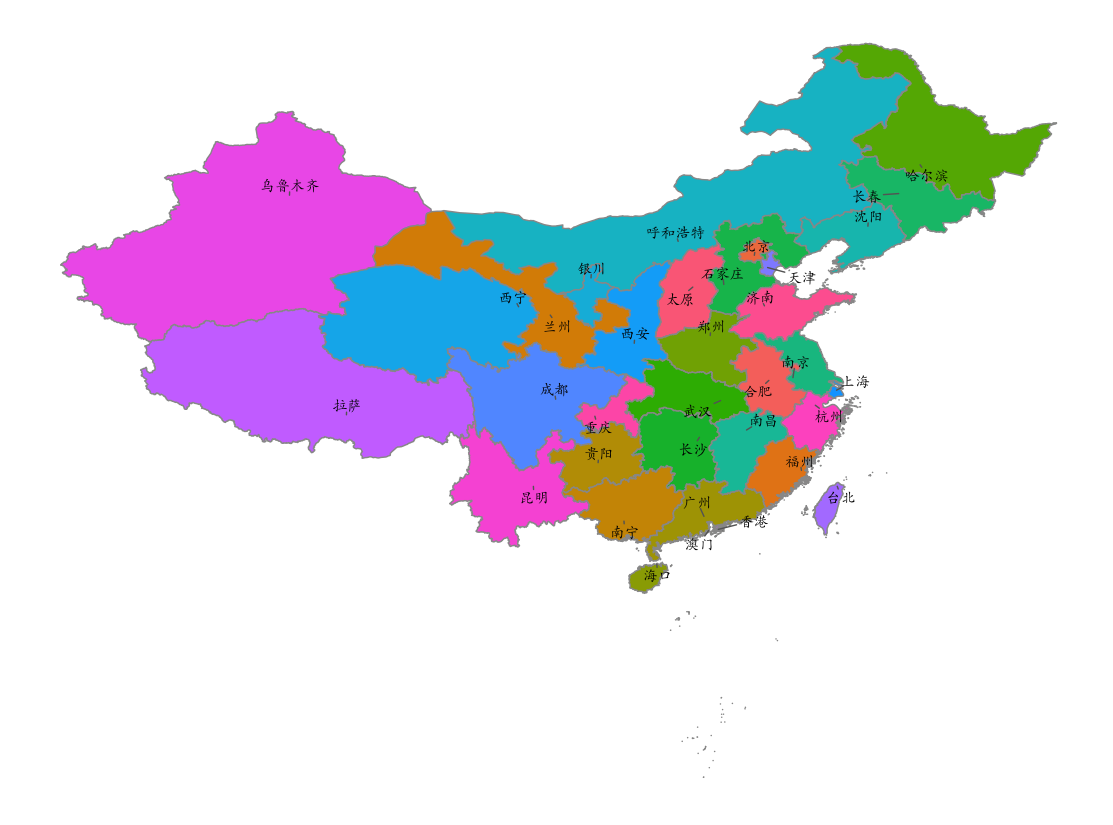 哈尔滨
乌鲁木齐
长春
沈阳
呼和浩特
北京
银川
石家庄
天津
西宁
太原
济南
兰州
郑州
西安
南京
上海
成都
合肥
拉萨
武汉
杭州
南昌
重庆
长沙
贵阳
福州
昆明
台北
广州
香港
南宁
澳门
海口